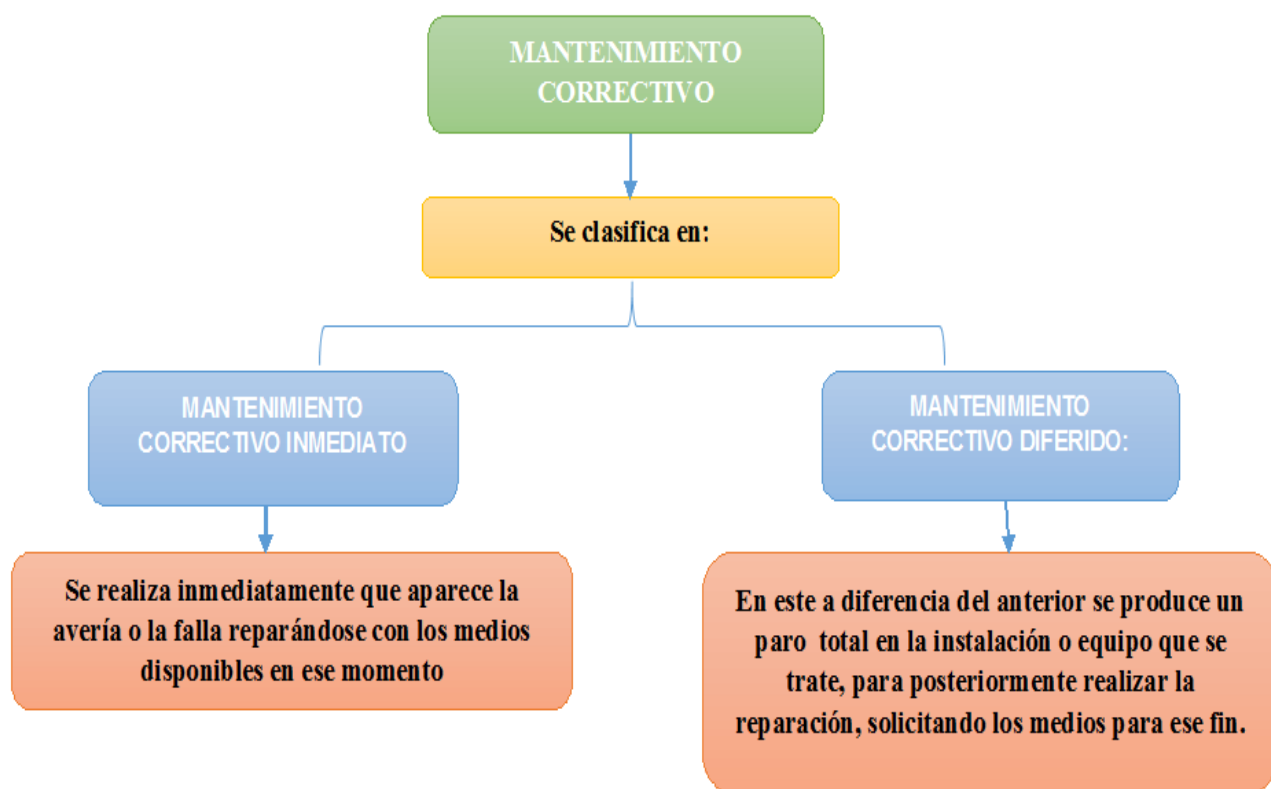 MANTENIMIENTO
CORRECTIVO
Se clasifica en:
MANTENIMIENTO
CORRECTIVO INMEDIATO
MANTENIMIENTO
CORRECTIVO DIFERIDO:
Se realiza inmediatamente que aparece la
avería o la falla reparándose con los medios
disponibles en ese momento
En este a diferencia del anterior se produce un
paro total en la instalación o equipo que se
trate, para posteriormente realizar la
reparación, solicitando los medios para ese fin.